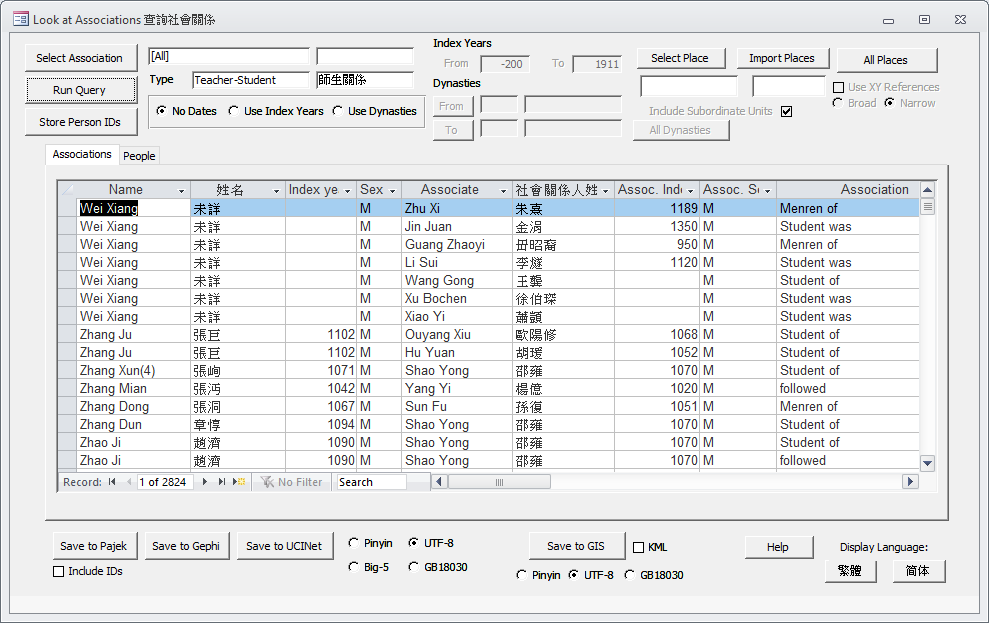 Look at Associations 查詢社會關係
Select Association [All] Index Years Select Place Import Places All Places
From -200 To 1911
Run Query Type Teacher-Student 師生關係 Dynasties Use XY References
No Dates Use Index Years Use Dynasties From Include Subordinate Units Broad Narrow
Store Person IDs To All Dynasties
Associations People
Name 姓名 Index ye Sex Associate 社會關係人姓 Assoc. Inde Assoc. Se Association
Wei Xiang 未詳 M Zhu Xi 朱熹 1189 M Menren of
Wei Xiang 未詳 M Jin Juan 金涓 1350 M Student was
Wei Xiang 未詳 M Guang Zhaoyi 毌昭裔 950 M Menren of
Wei Xiang 未詳 M Li Sui 李燧 1120 M Student was
Wei Xiang 未詳 M Wang Gong 王龔 M Student of
Wei Xiang 未詳 M Xu Bochen 徐伯琛 M Student was
Wei Xiang 未詳 M Xiao Yi 蕭顗 M Student was
Zhang Ju 張巨 1102 M Ouyang Xiu 歐陽修 1068 M Student of
Zhang Ju 張巨 1102 M Hu Yuan 胡瑗 1052 M Student of
Zhang Xun(4) 張峋 1071 M Shao Yong 邵雍 1070 M Student of
Zhang Mian 張沔 1042 M Yang Yi 楊億 1020 M followed
Zhang Dong 張洞 1067 M Sun Fu 孫復 1051 M Menren of
Zhang Dun 章惇 1094 M Shao Yong 邵雍 1070 M Student of
Zhao Ji 趙濟 1090 M Shao Yong 邵雍 1070 M Student of
Zhao Ji 趙濟 1090 M Shao Yong 邵雍 1070 M followed
Record: 1 of 2824 No Filter Search
Save to Pajek Save to Gephi Save to UCINet Pinyin UTF-8 Save to GIS KML Help Display Language:
Include IDs Big-5 GB18030 Pinyin UTF-8 GB18030 繁體 简体